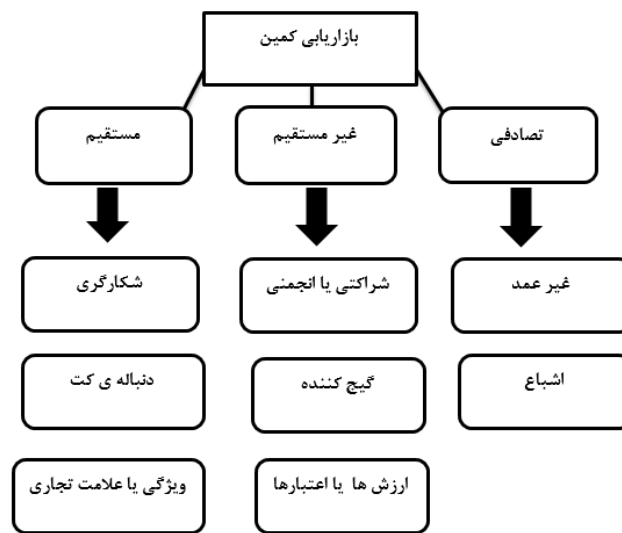 بازاریابی کمین
تصادفی
غیر مستقیم
مستقیم
غیر عمد
شراکتی یا انجمنی
شکارگری
اشباع
گیج کننده
دنباله ی کت
ارزش ها یا اعتبارها
ویژگی یا علامت تجاری